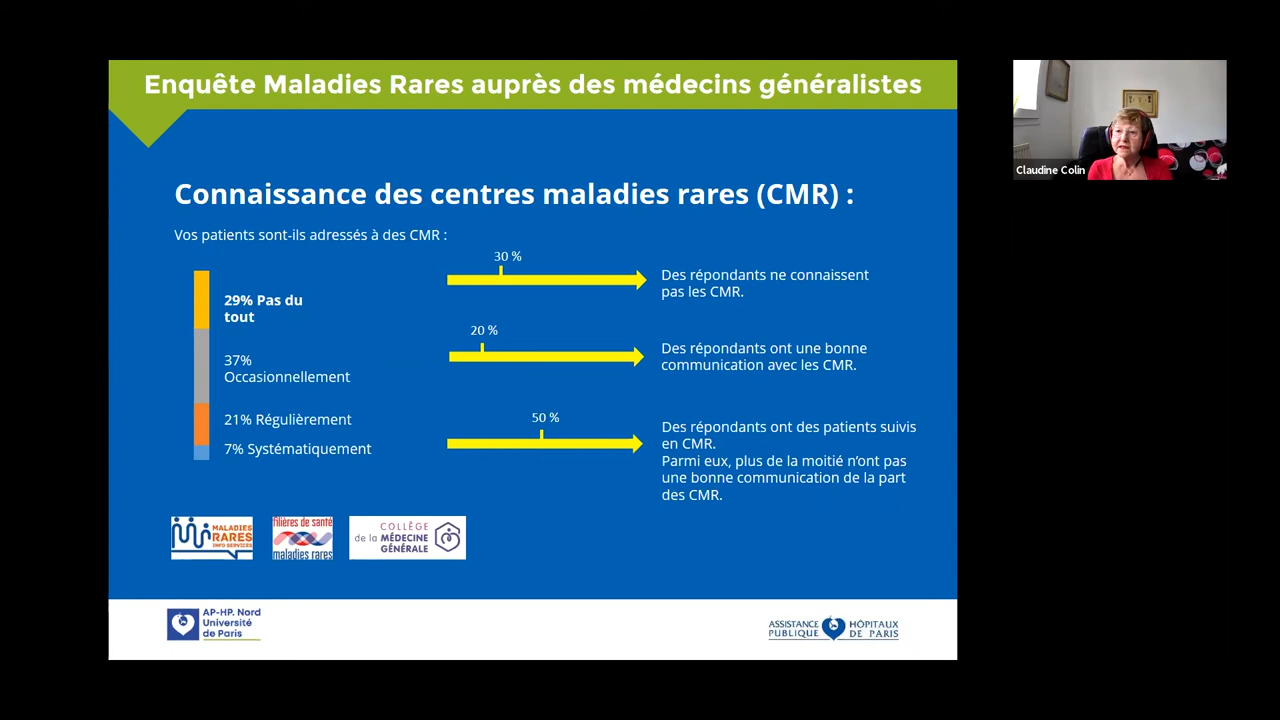 Enquête Maladies Rares auprès des médecins généralistes
Claudine Colin
Connaissance des centres maladies rares (CMR) :
Vos patients sont-ils adressés à des CMR :
29% Pas du
tout
37%
Occasionnellement
21% Régulièrement
7% Systématiquement
30 %
Des répondants ne connaissent
pas les CMR.
20 %
Des répondants ont une bonne
communication avec les CMR.
50 %
Des répondants ont des patients suivis
en CMR.
Parmi eux, plus de la moitié n'ont pas
une bonne communication de la part
des CMR.
MALADIES
RARES
INFO SERVICES
filières de santé
maladies rares
COLLÈGE
de la MÉDECINE
GÉNÉRALE
AP-HP. Nord
Université
de Paris
ASSISTANCE HÔPITAUX
PUBLIQUE DE PARIS